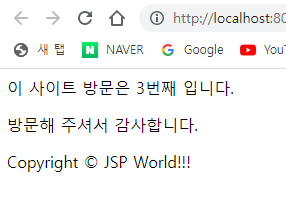 http://localhost:80
새 탭 NAVER Google YouTu
이 사이트 방문은 3번째 입니다.
방문해 주셔서 감사합니다.
Copyright © JSP World!!!